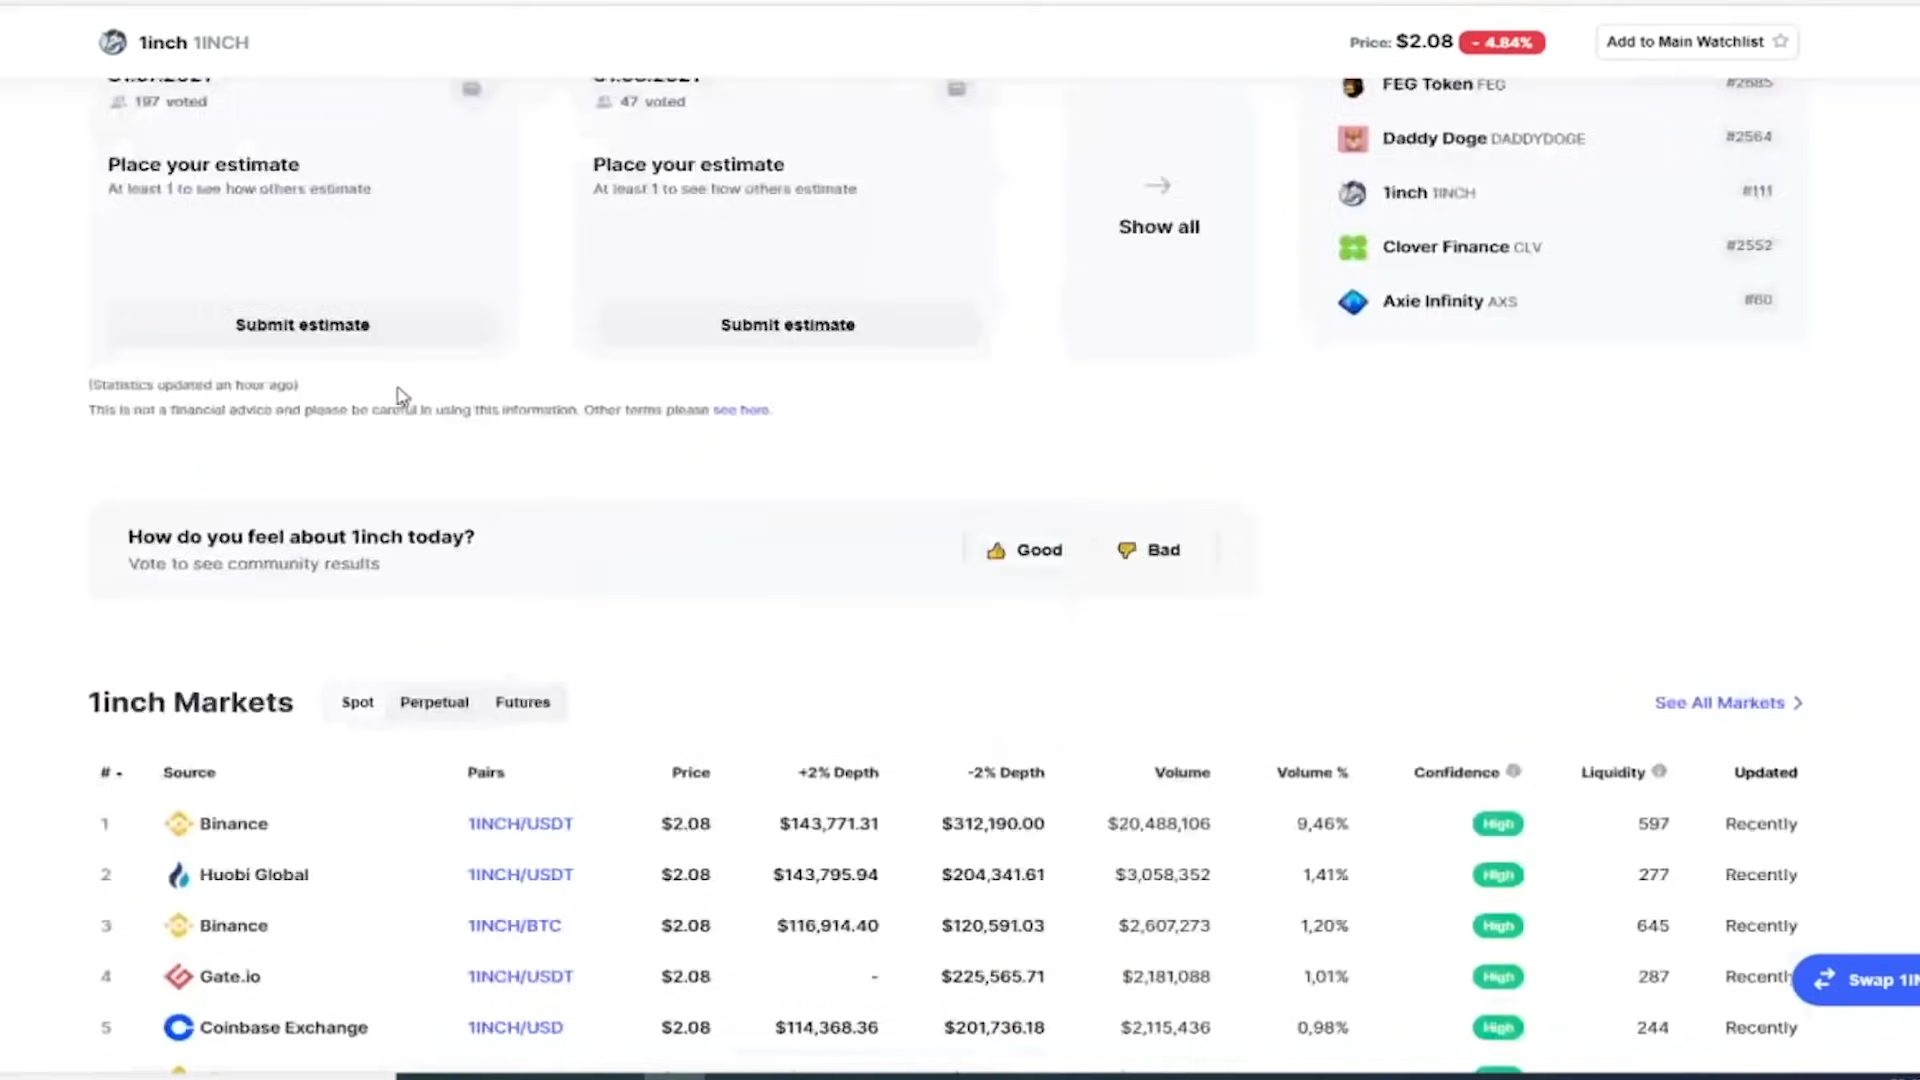 1inch 1INCH
Price: $2.08 - 4.84%
Add to Main Watchlist
197 voted
47 voted
Place your estimate
At least 1 to see how others estimate
Submit estimate
Place your estimate
At least 1 to see how others estimate
Submit estimate
Show all
FEG Token FEG #2685
Daddy Doge DADDYDOGE #2564
1inch 1INCH #111
Clover Finance CLV #2552
Axie Infinity AXS #60
(Statistics updated an hour ago)
This is not a financial advice and please be careful in using this information. Other terms please see here.
How do you feel about 1inch today?
Vote to see community results
Good
Bad
1inch Markets
Spot Perpetual Futures
See All Markets
# Source Pairs Price +2% Depth -2% Depth Volume Volume % Confidence Liquidity Updated
1 Binance 1INCH/USDT $2.08 $143,771.31 $312,190.00 $20,488,106 9,46% High 597 Recently
2 Huobi Global 1INCH/USDT $2.08 $143,795.94 $204,341.61 $3,058,352 1,41% High 277 Recently
3 Binance 1INCH/BTC $2.08 $116,914.40 $120,591.03 $2,607,273 1,20% High 645 Recently
4 Gate.io 1INCH/USDT $2.08 - $225,565.71 $2,181,088 1,01% High 287 Recently
5 Coinbase Exchange 1INCH/USD $2.08 $114,368.36 $201,736.18 $2,115,436 0,98% High 244 Recently
Swap 1IN